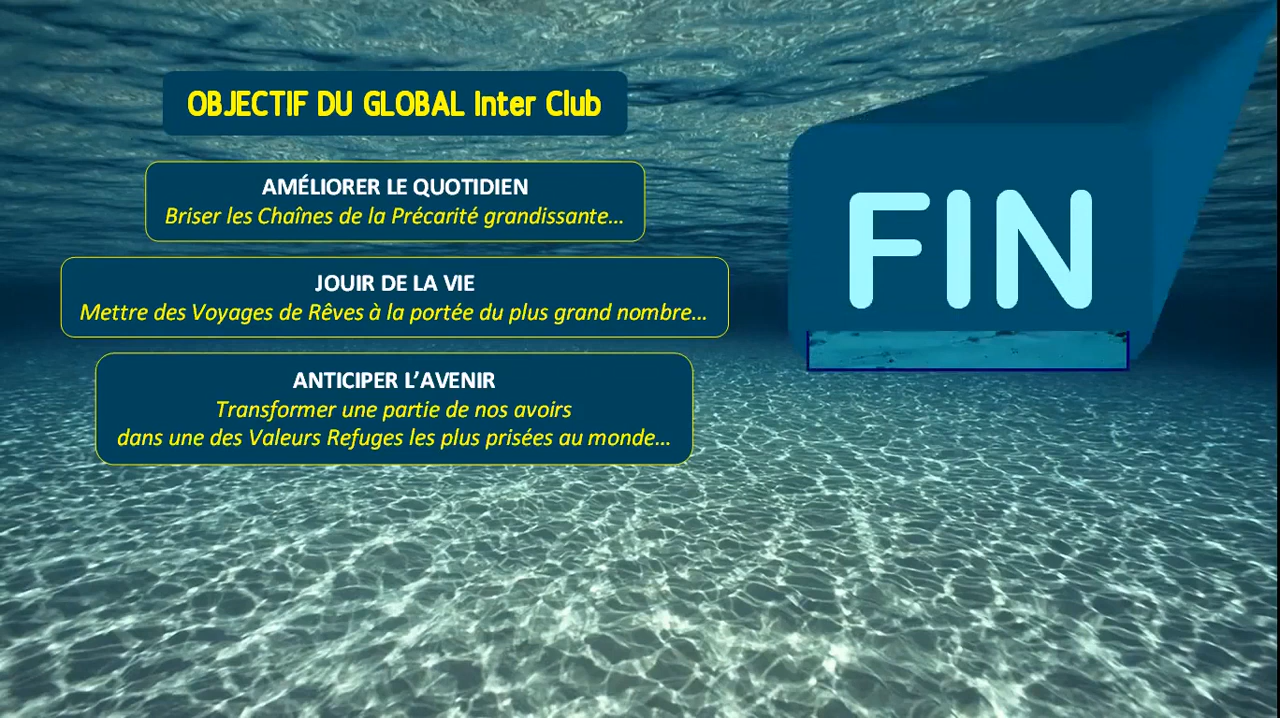 OBJECTIF DU GLOBAL Inter Club
AMÉLIORER LE QUOTIDIEN
Briser les Chaînes de la Précarité grandissante...
JOUIR DE LA VIE
Mettre des Voyages de Rêves à la portée du plus grand nombre...
ANTICIPER L’AVENIR
Transformer une partie de nos avoirs
dans une des Valeurs Refuges les plus prisées au monde...
FIN